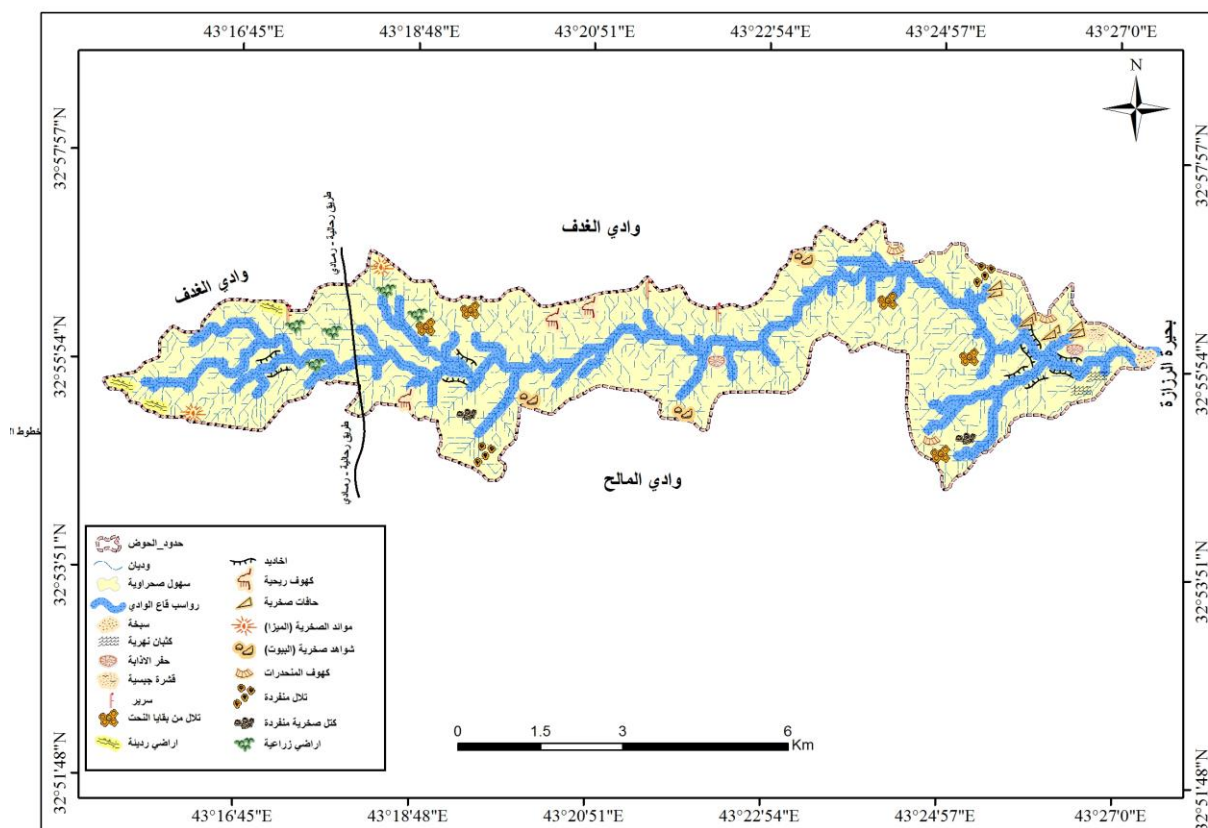 43°16'45"E 43°18'48"E 43°20'51"E 43°22'54"E 43°24'57"E 43°27'0"E
N
32°57'57"N
32°57'57"N
طريق رحالية - رصادي
وادي الغدف
وادي الغدف
32°55'54"N
32°55'54"N
بحيرة الرزازة
طريق رحالية - رصادي
وادي المالح
خطوط
32°53'51"N
32°53'51"N
حدود_الحوض
وديان
سهول صحراوية
رواسب قاع الوادي
سبخة
كثبان نهرية
حفر الاذابة
قشرة جبسية
سرير
تلال من بقايا النحت
اراضي رديئة
اخاديد
كهوف ريحية
حافات صخرية
موائد الصخرية (الميزا)
شواهد صخرية (البيوت)
كهوف المنحدرات
تلال منفردة
كتل صخرية منفردة
اراضي زراعية
0 1.5 3 6
Km
32°51'48"N
32°51'48"N
43°16'45"E 43°18'48"E 43°20'51"E 43°22'54"E 43°24'57"E 43°27'0"E